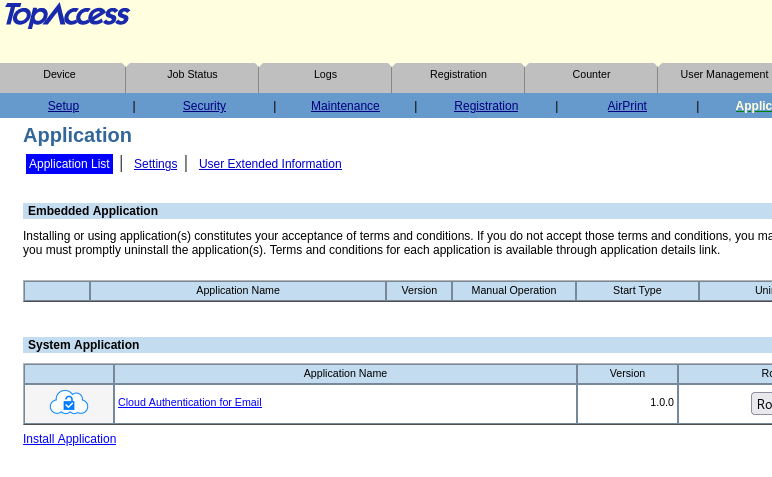 TopAccess
Device Job Status Logs Registration Counter User Management
Setup | Security | Maintenance | Registration | AirPrint | Applic
Application
Application List | Settings | User Extended Information
Embedded Application
Installing or using application(s) constitutes your acceptance of terms and conditions. If you do not accept those terms and conditions, you ma
you must promptly uninstall the application(s). Terms and conditions for each application is available through application details link.
Application Name Version Manual Operation Start Type Unin
System Application
Application Name Version Ro
Cloud Authentication for Email 1.0.0 Ro
Install Application